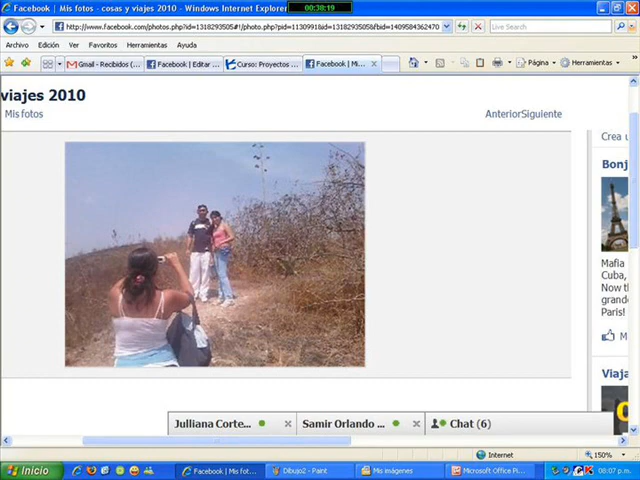 Facebook | Mis fotos - cosas y viajes 2010 - Windows Internet Explorer
00:38:19
http://www.facebook.com/photos.php?id=1318293505#!/photo.php?pid=1130991&id=1318293505&fbid=1409584362470
Live Search
Archivo Edición Ver Favoritos Herramientas Ayuda
Gmail - Recibidos (... Facebook | Editar ... Curso: Proyectos ... Facebook | Mi... Página Herramientas
viajes 2010
Mis fotos
AnteriorSiguiente
Crea u
Bonj
Mafia
Cuba,
Now th
grande
Paris!
M
Viaja
Julliana Corte... Samir Orlando ... Chat (6)
Internet 150%
Inicio Facebook | Mis fot... Dibujo2 - Paint Mis imágenes Microsoft Office Pi... 08:07 p.m.